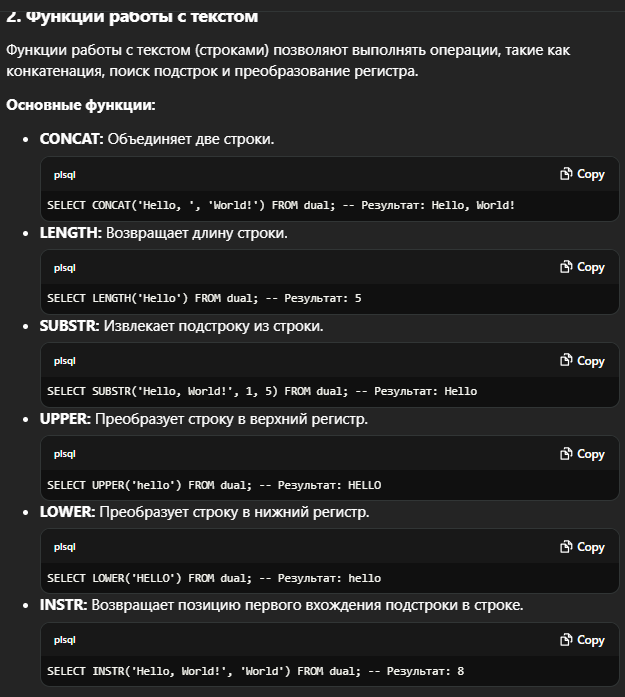 2. Функции работы с текстом
Функции работы с текстом (строками) позволяют выполнять операции, такие как
конкатенация, поиск подстрок и преобразование регистра.
Основные функции:
• CONCAT: Объединяет две строки.
plsql Copy
SELECT CONCAT('Hello, ', 'World!') FROM dual; -- Результат: Hello, World!
• LENGTH: Возвращает длину строки.
plsql Copy
SELECT LENGTH('Hello') FROM dual; -- Результат: 5
• SUBSTR: Извлекает подстроку из строки.
plsql Copy
SELECT SUBSTR('Hello, World!', 1, 5) FROM dual; -- Результат: Hello
• UPPER: Преобразует строку в верхний регистр.
plsql Copy
SELECT UPPER('hello') FROM dual; -- Результат: HELLO
• LOWER: Преобразует строку в нижний регистр.
plsql Copy
SELECT LOWER('HELLO') FROM dual; -- Результат: hello
• INSTR: Возвращает позицию первого вхождения подстроки в строке.
plsql Copy
SELECT INSTR('Hello, World!', 'World') FROM dual; -- Результат: 8